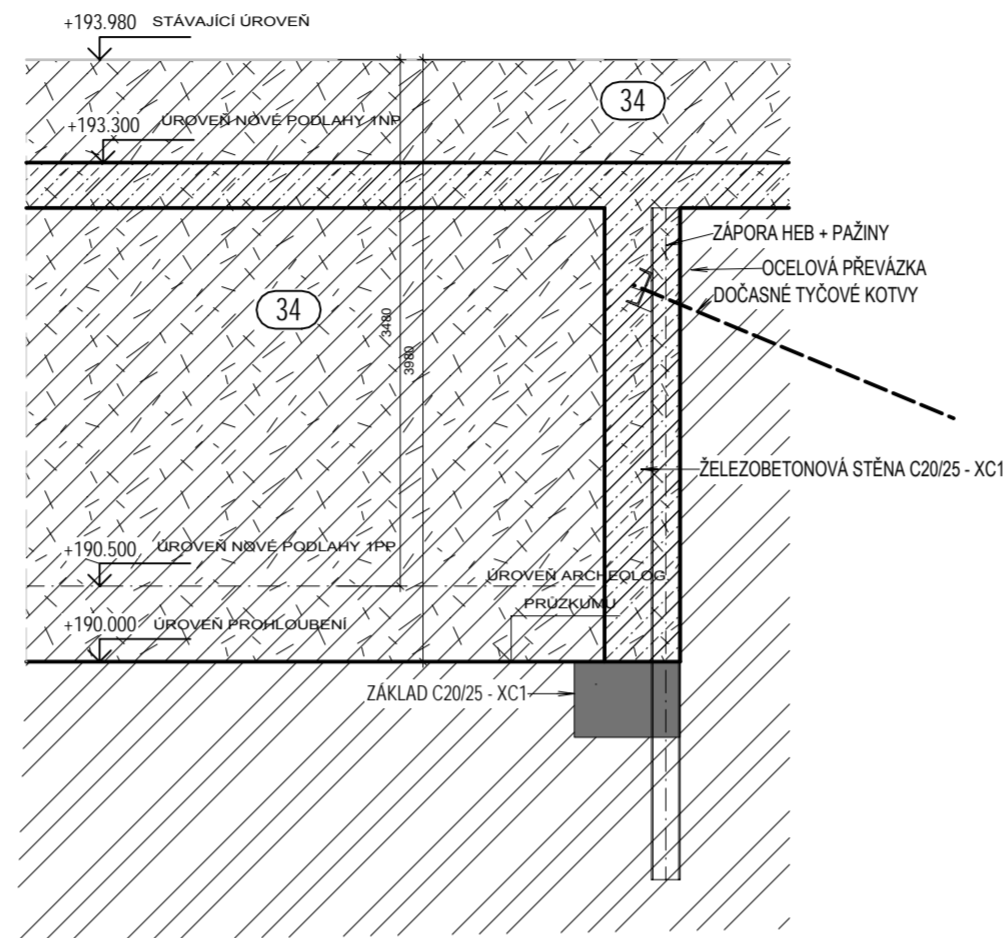 +193.980 STÁVAJÍCÍ ÚROVEŇ
34
+193.300 ÚROVEŇ NOVÉ PODLAHY 1NP
ZÁPORA HEB + PAŽINY
OCELOVÁ PŘEVÁZKA
DOČASNÉ TYČOVÉ KOTVY
34
3480
3980
ŽELEZOBETONOVÁ STĚNA C20/25 - XC1
+190.500 ÚROVEŇ NOVÉ PODLAHY 1PP
ÚROVEŇ ARCHEOLOG.
PRŮZKUMU
+190.000 ÚROVEŇ PROHLOUBENÍ
ZÁKLAD C20/25 - XC1